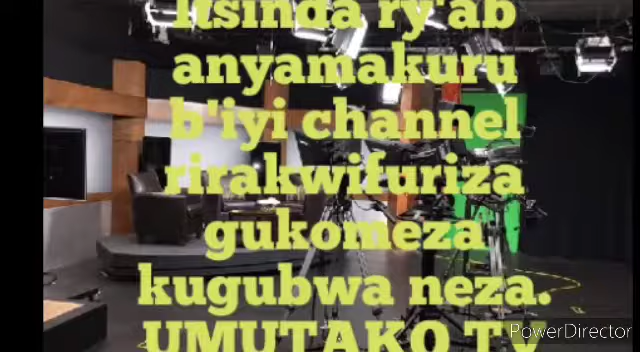 Itsinda ry'ab
anyamakuru
b'iyi channel
rirakwifuriza
gukomeza
kugubwa neza.
UMUTAKO TV
PowerDirector